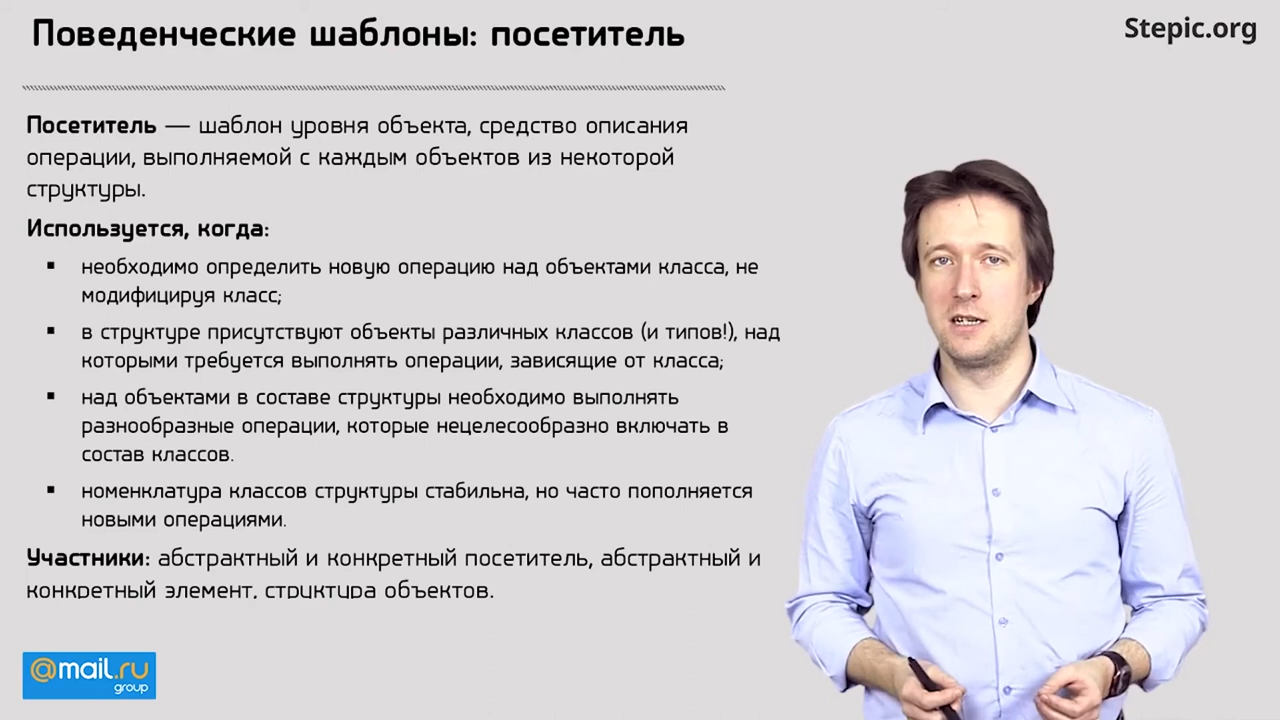 Поведенческие шаблоны: посетитель
Stepic.org
Посетитель — шаблон уровня объекта, средство описания
операции, выполняемой с каждым объектов из некоторой
структуры.
Используется, когда:
▪ необходимо определить новую операцию над объектами класса, не
модифицируя класс;
▪ в структуре присутствуют объекты различных классов (и типов!), над
которыми требуется выполнять операции, зависящие от класса;
▪ над объектами в составе структуры необходимо выполнять
разнообразные операции, которые нецелесообразно включать в
состав классов.
▪ номенклатура классов структуры стабильна, но часто пополняется
новыми операциями.
Участники: абстрактный и конкретный посетитель, абстрактный и
конкретный элемент, структура объектов.
@mail.ru
group